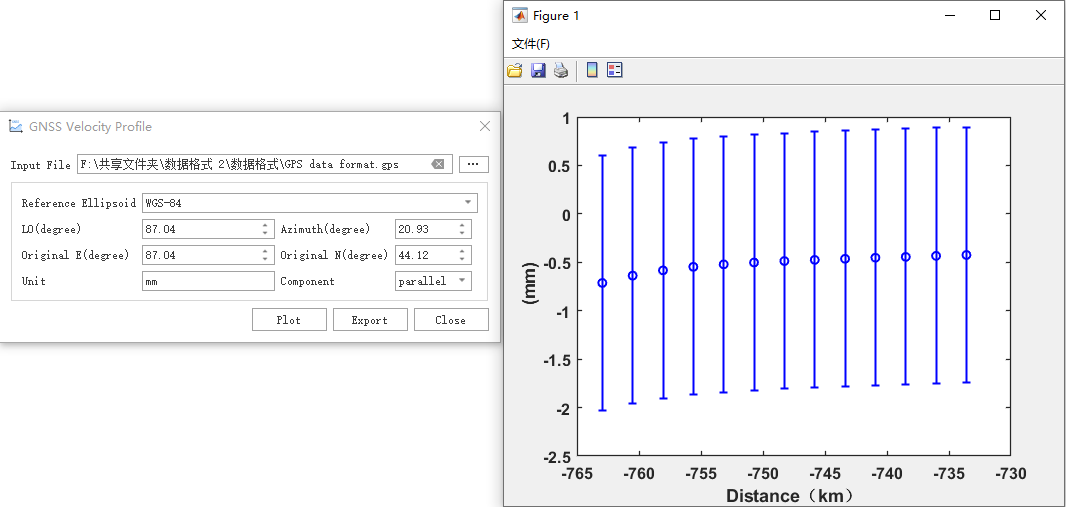 GNSS Velocity Profile
Input File F:\共享文件夹\数据格式 2\数据格式\GPS data format.gps ...
Reference Ellipsoid WGS-84
L0(degree) 87.04 Azimuth(degree) 20.93
Original E(degree) 87.04 Original N(degree) 44.12
Unit mm Component parallel
Plot Export Close
Figure 1
文件(F)
1
0.5
0
-0.5
-1
-1.5
-2
-2.5
(mm)
-765 -760 -755 -750 -745 -740 -735 -730
Distance（km）